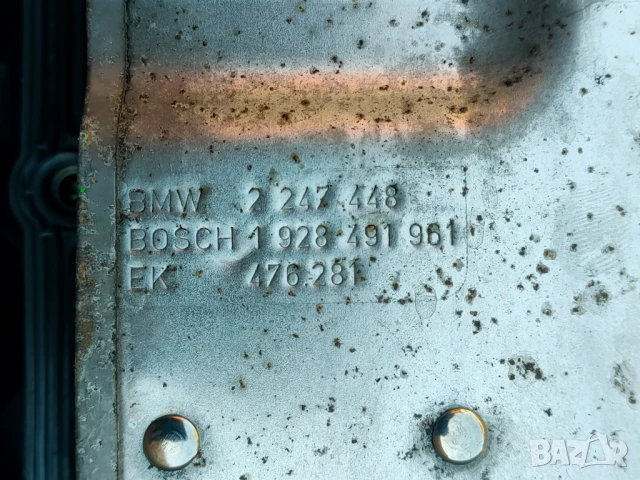 BMW 2 247 448
BOSCH 1 928 491 961
EK 476.281
BAZAR